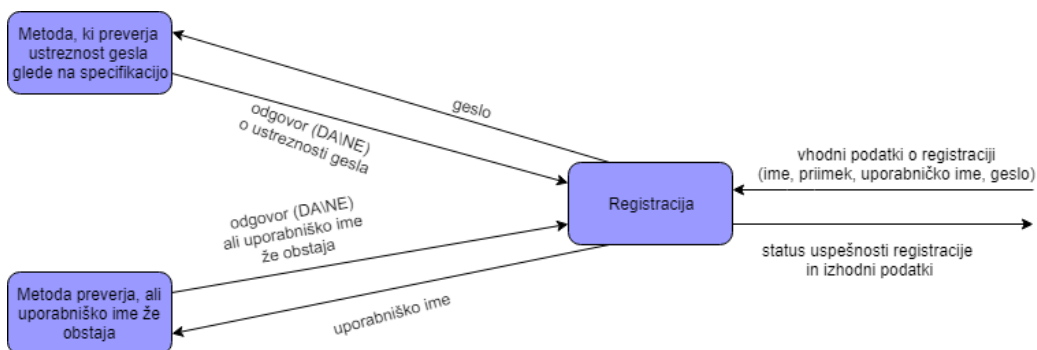 Metoda, ki preverja
ustreznost gesla
glede na specifikacijo
geslo
odgovor (DA\NE)
o ustreznosti gesla
vhodni podatki o registraciji
(ime, priimek, uporabničko ime, geslo)
Registracija
odgovor (DA\NE)
ali uporabniško ime
že obstaja
status uspešnosti registracije
in izhodni podatki
Metoda preverja, ali
uporabniško ime že
obstaja
uporabniško ime